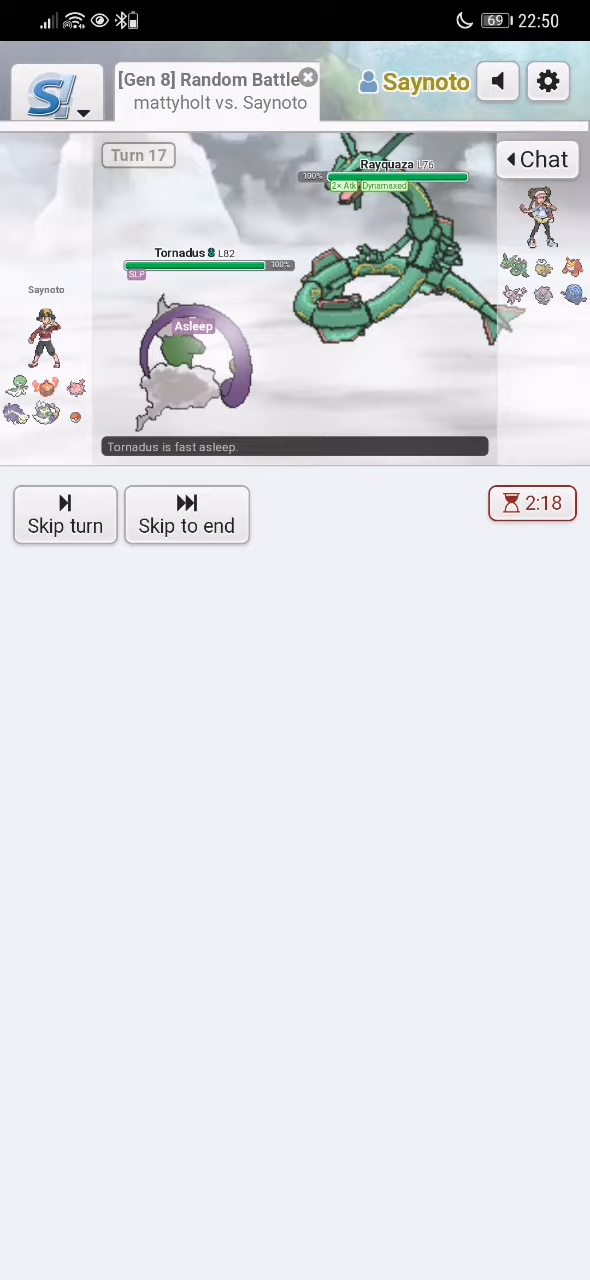 69 22:50
[Gen 8] Random Battle
mattyholt vs. Saynoto
Saynoto
Turn 17
Chat
Rayquaza L76
100%
2× Atk Dynamaxed
Tornadus L82
100%
SLP
Saynoto
Asleep
Tornadus is fast asleep.
Skip turn
Skip to end
2:18